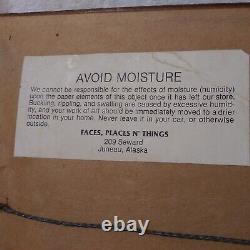 AVOID MOISTURE
We cannot be responsible for the effects of moisture (humidity)
upon the paper elements of this object once it has left our store.
Buckling, rippling, and swelling are caused by excessive humid-
ity, and your work of art should be immediately moved to a drier
location in your home. Never leave it in your car, or otherwise
outside.
FACES, PLACES N' THINGS
209 Seward
Juneau, Alaska